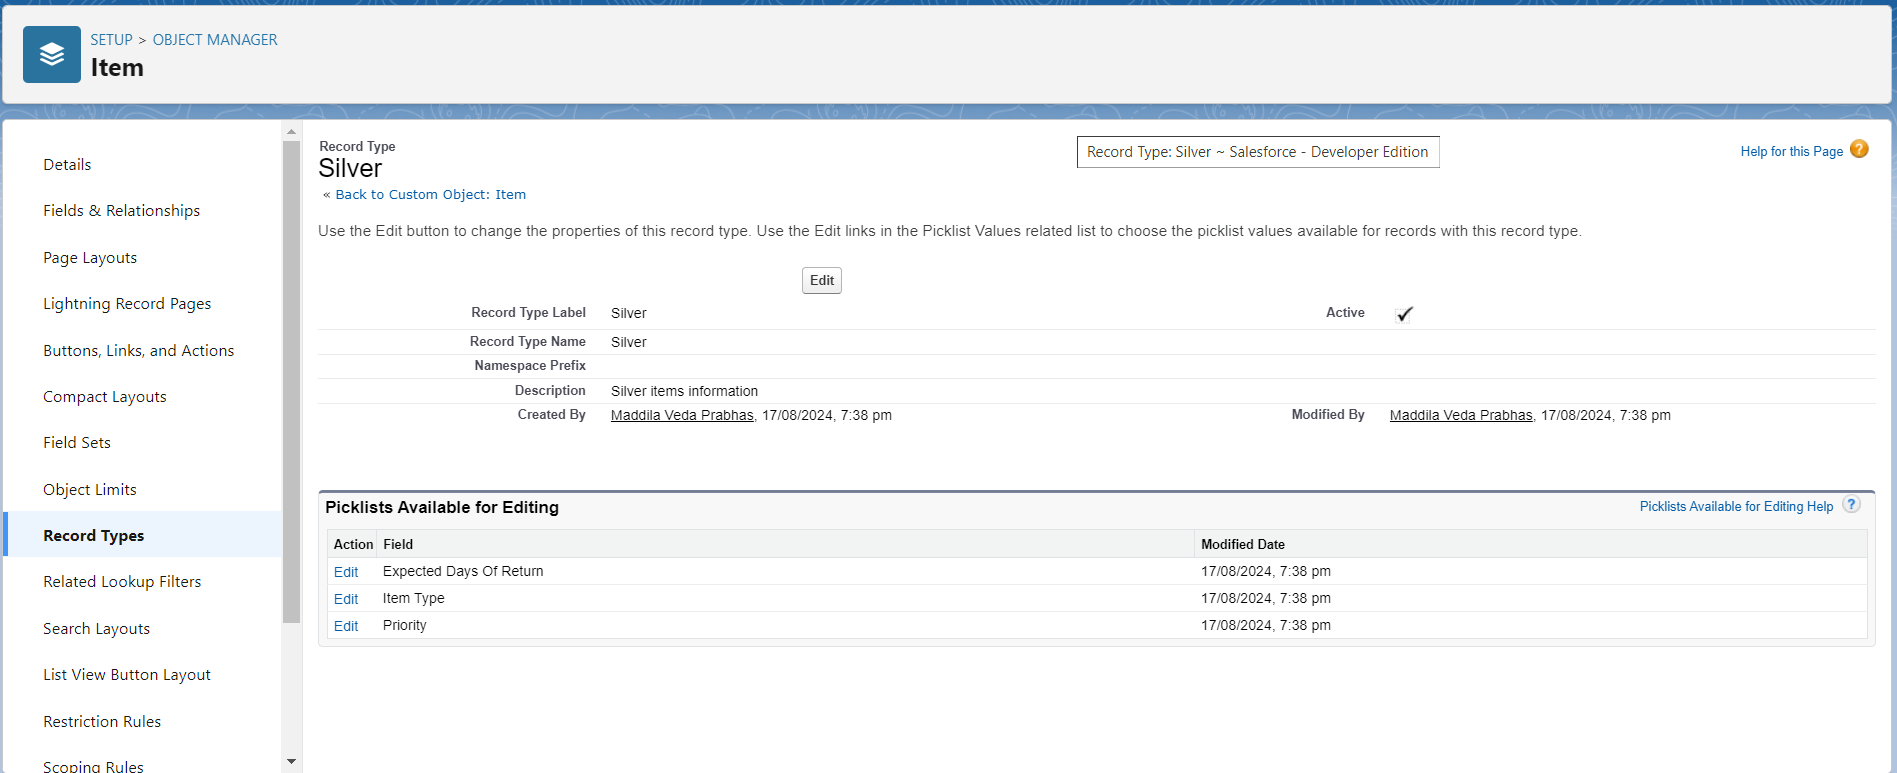 SETUP > OBJECT MANAGER
Item
Details
Fields & Relationships
Page Layouts
Lightning Record Pages
Buttons, Links, and Actions
Compact Layouts
Field Sets
Object Limits
Record Types
Related Lookup Filters
Search Layouts
List View Button Layout
Restriction Rules
Scoping Rules
Record Type
Silver
« Back to Custom Object: Item
Record Type: Silver ~ Salesforce - Developer Edition
Help for this Page ?
Use the Edit button to change the properties of this record type. Use the Edit links in the Picklist Values related list to choose the picklist values available for records with this record type.
Edit
Record Type Label Silver Active
Record Type Name Silver
Namespace Prefix
Description Silver items information
Created By Maddila Veda Prabhas, 17/08/2024, 7:38 pm Modified By Maddila Veda Prabhas, 17/08/2024, 7:38 pm
Picklists Available for Editing Picklists Available for Editing Help ?
Action Field Modified Date
Edit Expected Days Of Return 17/08/2024, 7:38 pm
Edit Item Type 17/08/2024, 7:38 pm
Edit Priority 17/08/2024, 7:38 pm